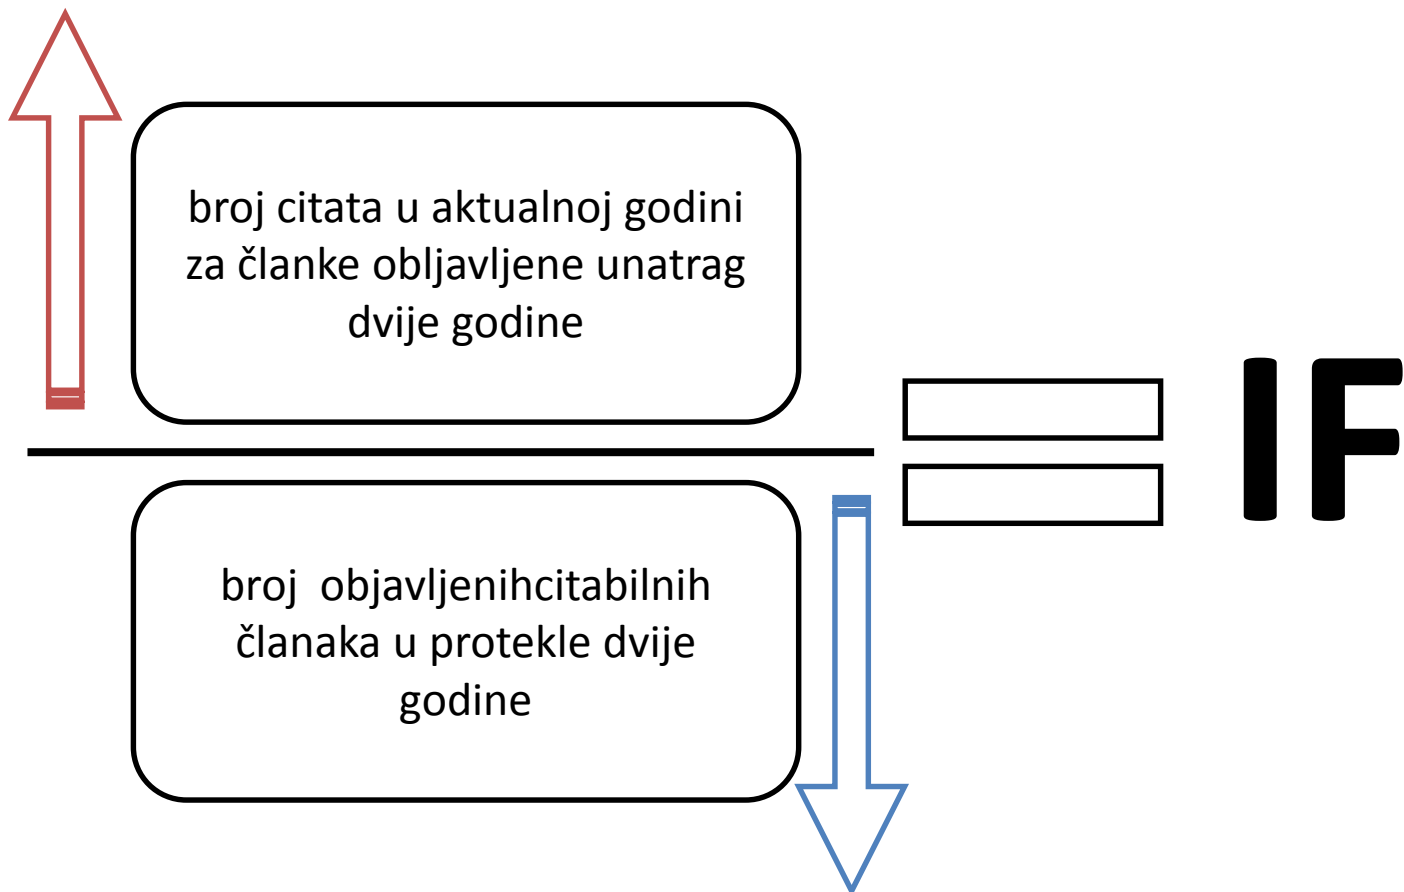 broj citata u aktualnoj godini
za članke obljavljene unatrag
dvije godine
IF
broj  objavljenihcitabilnih
članaka u protekle dvije
godine